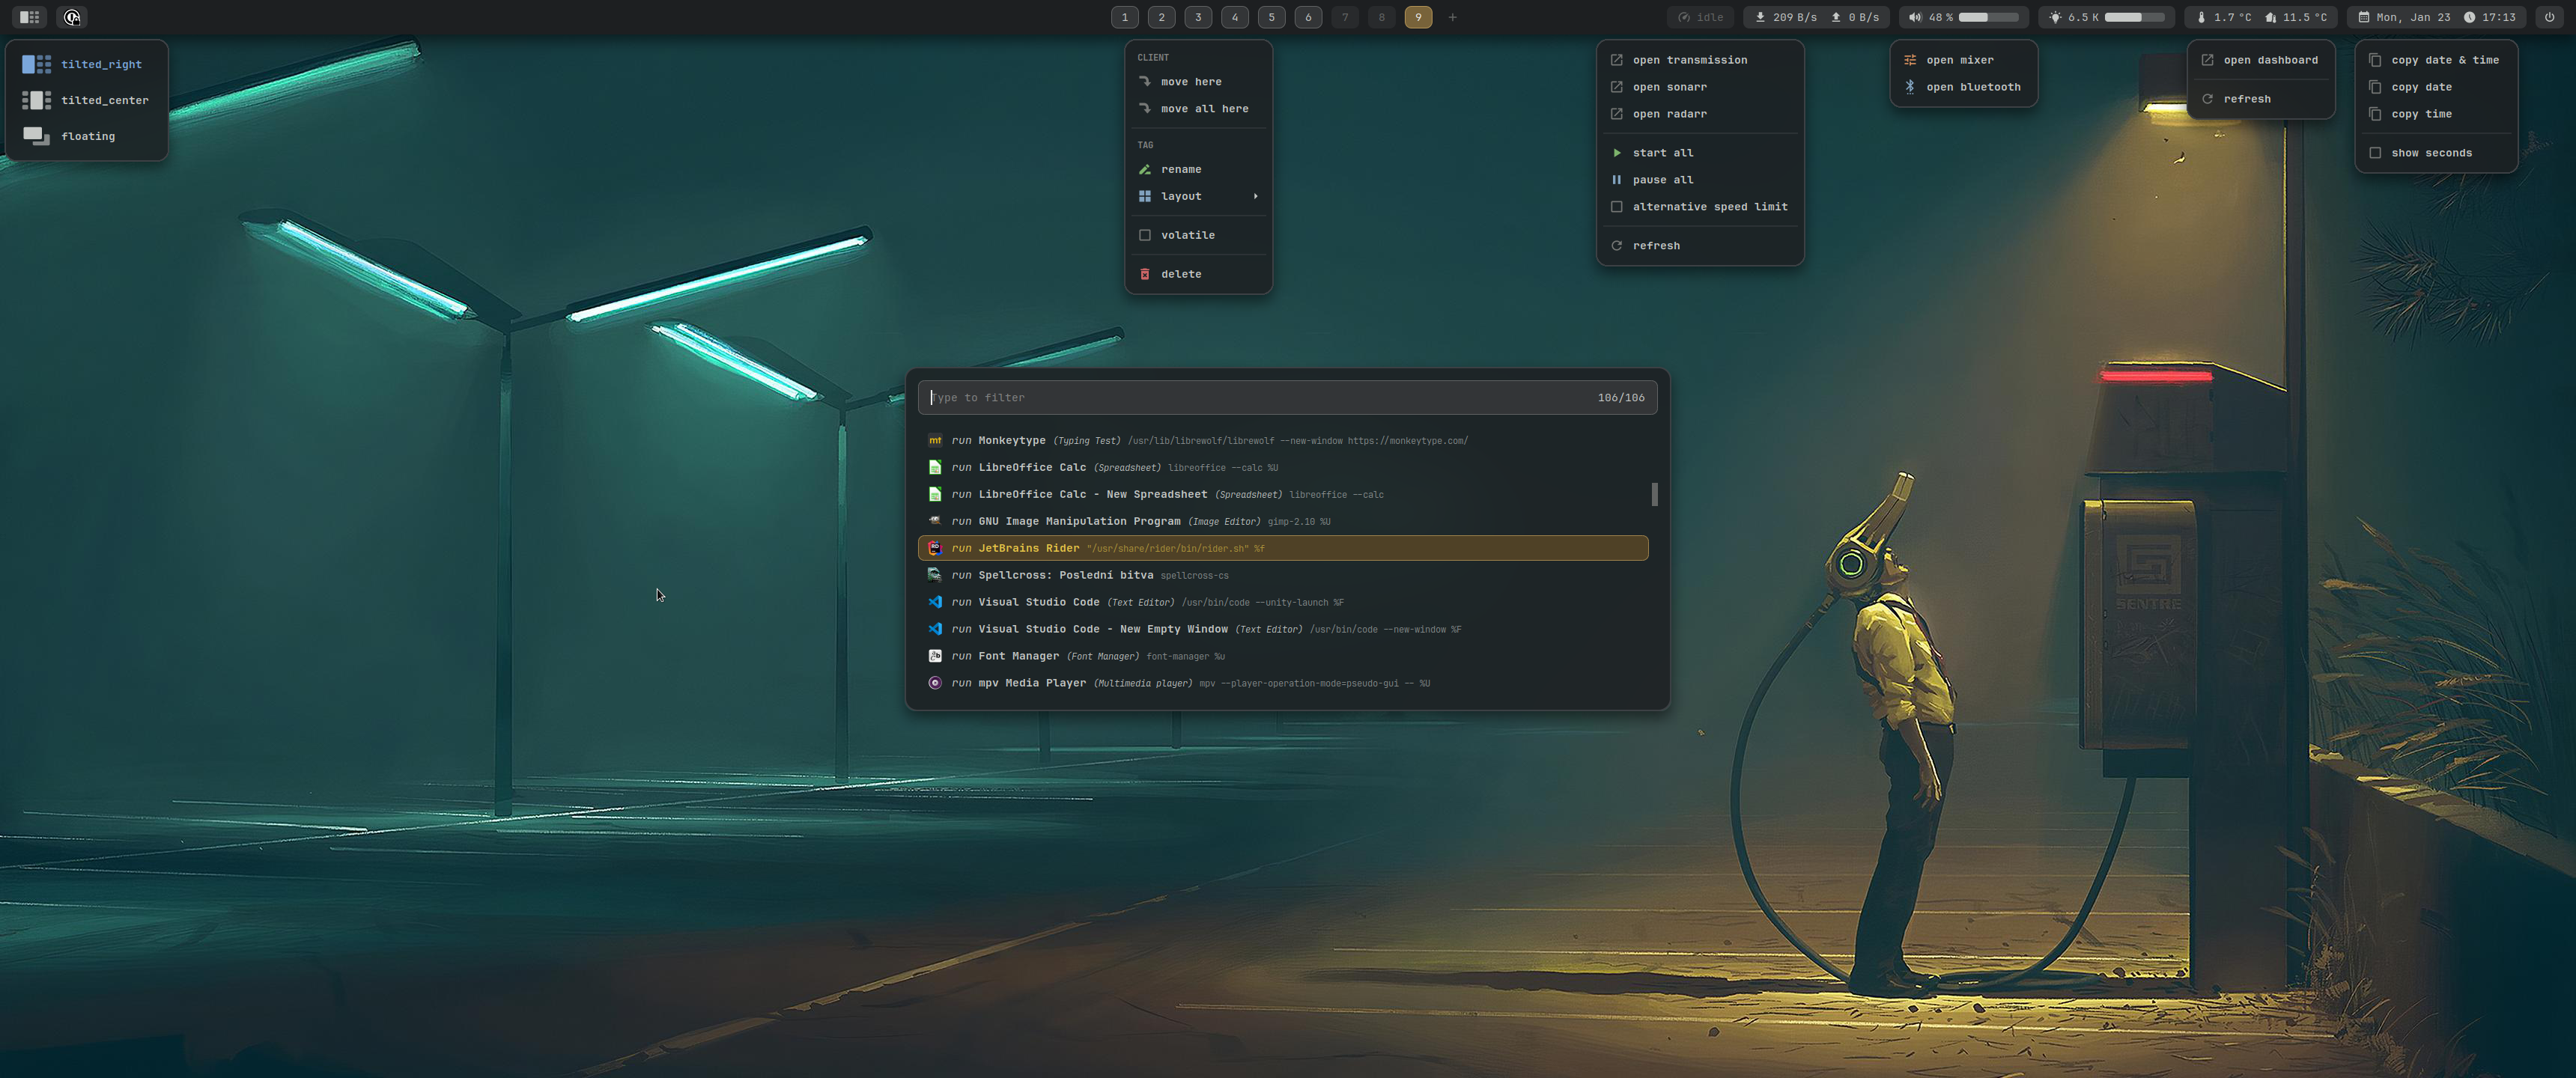 1 2 3 4 5 6 7 8 9 +
idle
209 B/s 0 B/s
48 %
6.5 K
1.7 °C 11.5 °C
Mon, Jan 23 17:13
tilted_right
tilted_center
floating
CLIENT
move here
move all here
TAG
rename
layout
volatile
delete
open transmission
open sonarr
open radarr
start all
pause all
alternative speed limit
refresh
open mixer
open bluetooth
open dashboard
refresh
copy date & time
copy date
copy time
show seconds
Type to filter 106/106
run Monkeytype (Typing Test) /usr/lib/librewolf/librewolf --new-window https://monkeytype.com/
run LibreOffice Calc (Spreadsheet) libreoffice --calc %U
run LibreOffice Calc - New Spreadsheet (Spreadsheet) libreoffice --calc
run GNU Image Manipulation Program (Image Editor) gimp-2.10 %U
run JetBrains Rider "/usr/share/rider/bin/rider.sh" %f
run Spellcross: Poslední bitva spellcross-cs
run Visual Studio Code (Text Editor) /usr/bin/code --unity-launch %F
run Visual Studio Code - New Empty Window (Text Editor) /usr/bin/code --new-window %F
run Font Manager (Font Manager) font-manager %u
run mpv Media Player (Multimedia player) mpv --player-operation-mode=pseudo-gui -- %U
SENTRE